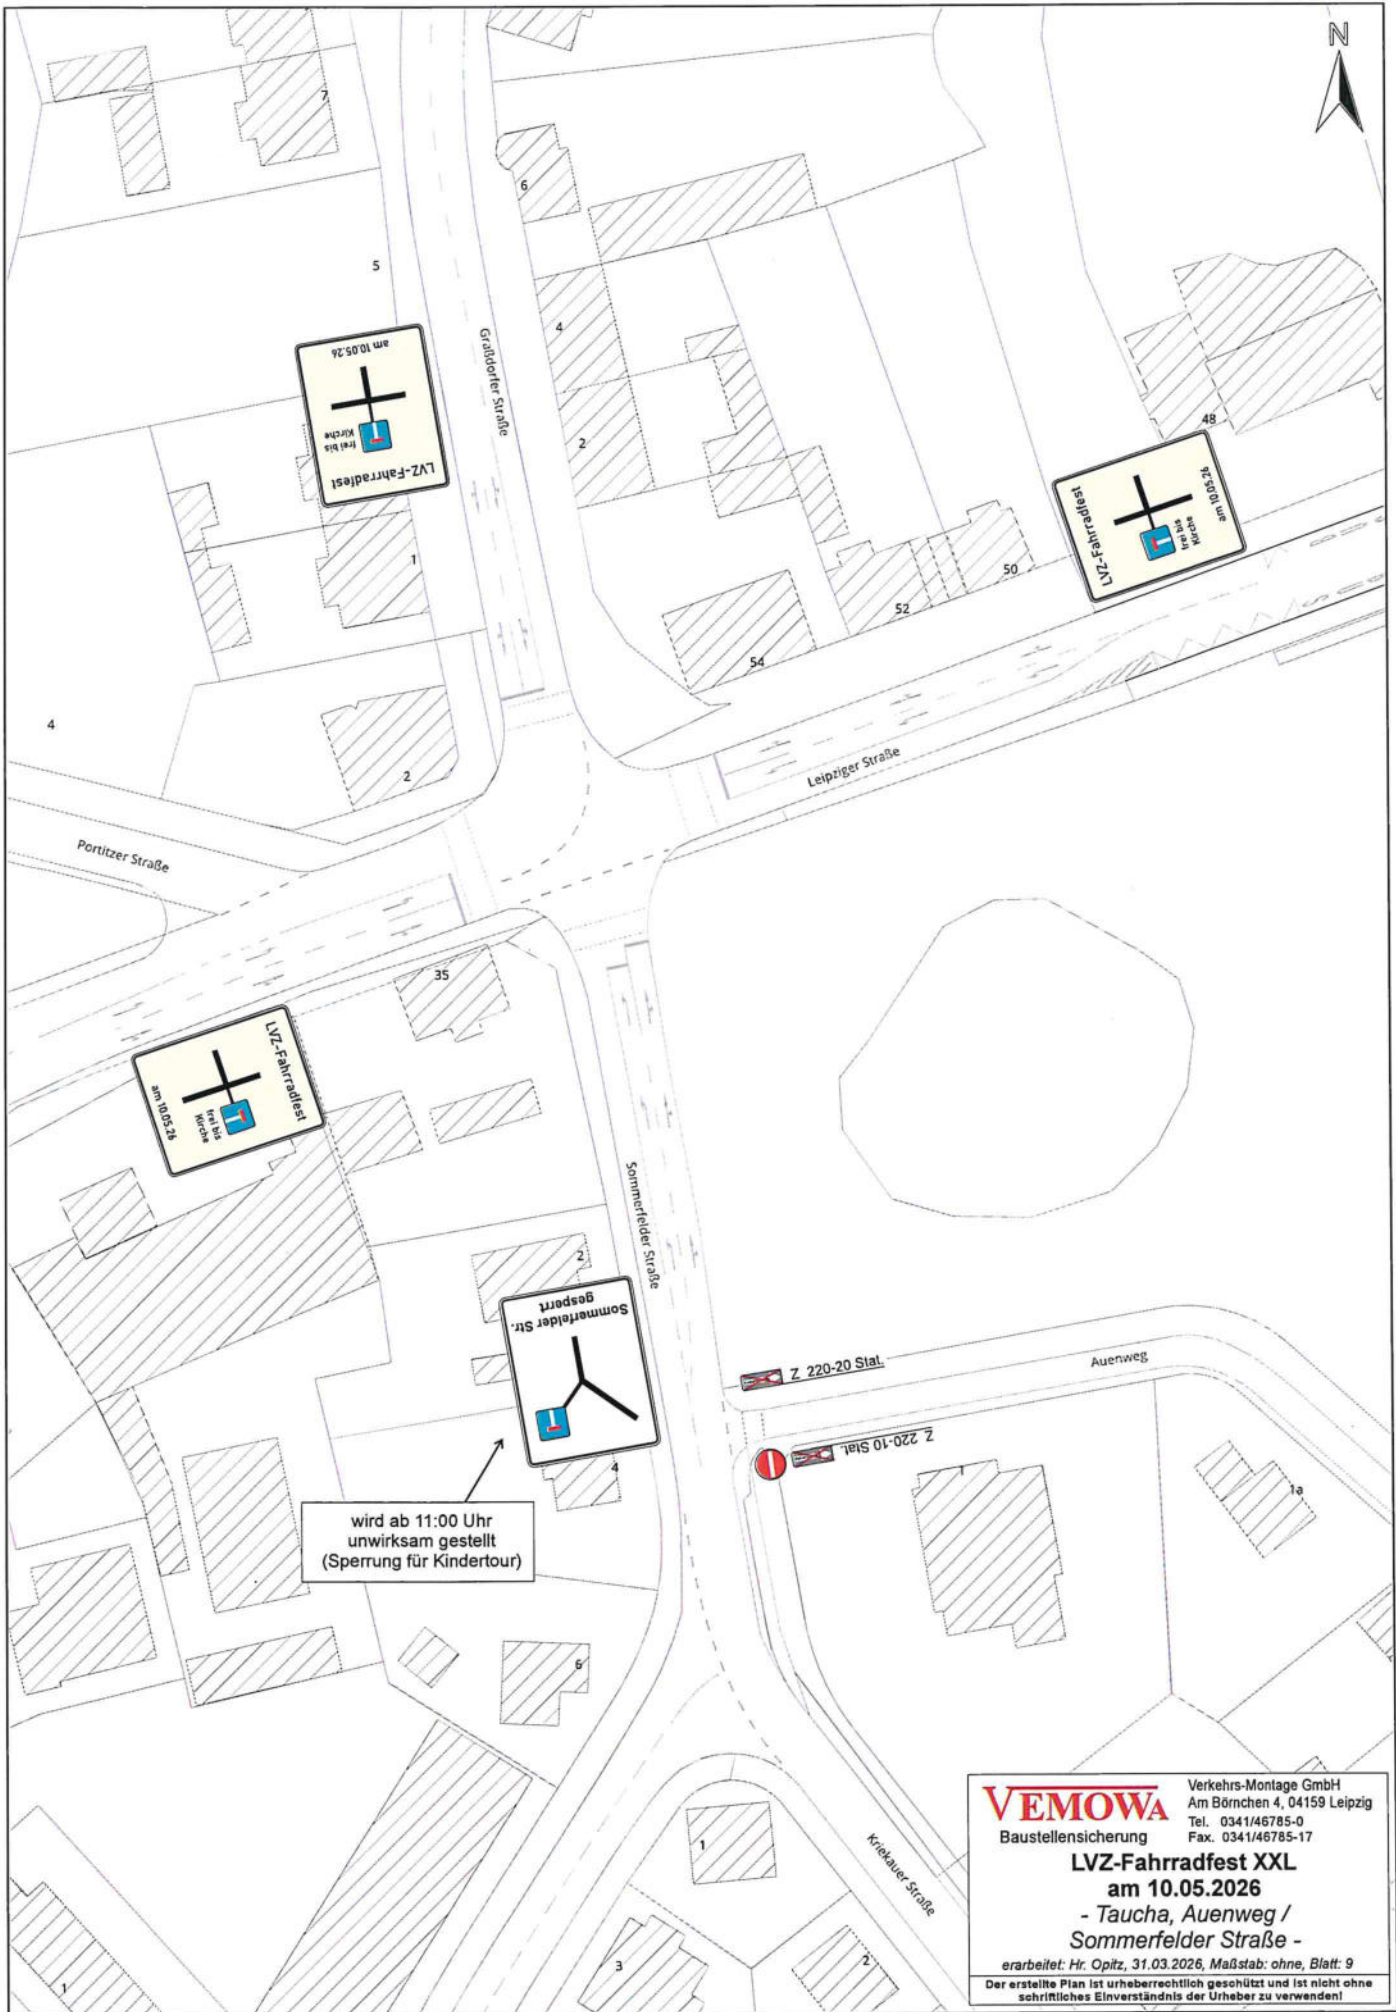 N
7
6
5
4
Graßdorfer Straße
am 10.05.26
frei bis
Kirche
LVZ-Fahrradfest
2
48
LVZ-Fahrradfest
frei bis
Kirche
am 10.05.26
1
50
52
54
4
2
Leipziger Straße
Portitzer Straße
35
LVZ-Fahrradfest
frei bis
Kirche
am 10.05.26
Sommerfelder Straße
2
Sommerfelder Str.
gesperrt
Z 220-20 Stat.
Auenweg
Z 220-10 Stat.
4
1
1a
wird ab 11:00 Uhr
unwirksam gestellt
(Sperrung für Kindertour)
6
1
Kriekauer Straße
3
2
1
VEMOWA
Baustellensicherung
Verkehrs-Montage GmbH
Am Börnchen 4, 04159 Leipzig
Tel. 0341/46785-0
Fax. 0341/46785-17
LVZ-Fahrradfest XXL
am 10.05.2026
- Taucha, Auenweg /
Sommerfelder Straße -
erarbeitet: Hr. Opitz, 31.03.2026, Maßstab: ohne, Blatt: 9
Der erstellte Plan ist urheberrechtlich geschützt und ist nicht ohne
schriftliches Einverständnis der Urheber zu verwenden!